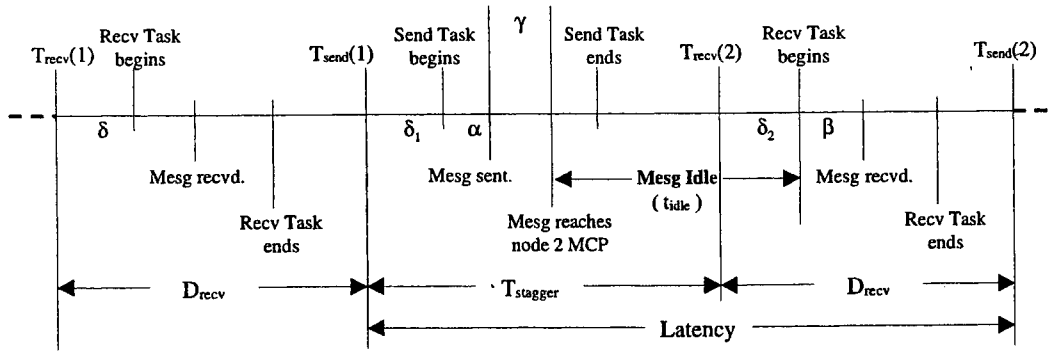 γ
Recv Task
begins
Send Task
begins
Send Task
ends
Recv Task
begins
Trecv(1)
Tsend(1)
Trecv(2)
Tsend(2)
δ
δ1
α
δ2
β
Mesg recvd.
Mesg sent.
Mesg Idle
(tidle)
Mesg recvd.
Recv Task
ends
Mesg reaches
node 2 MCP
Recv Task
ends
Drecv
Tstagger
Drecv
Latency